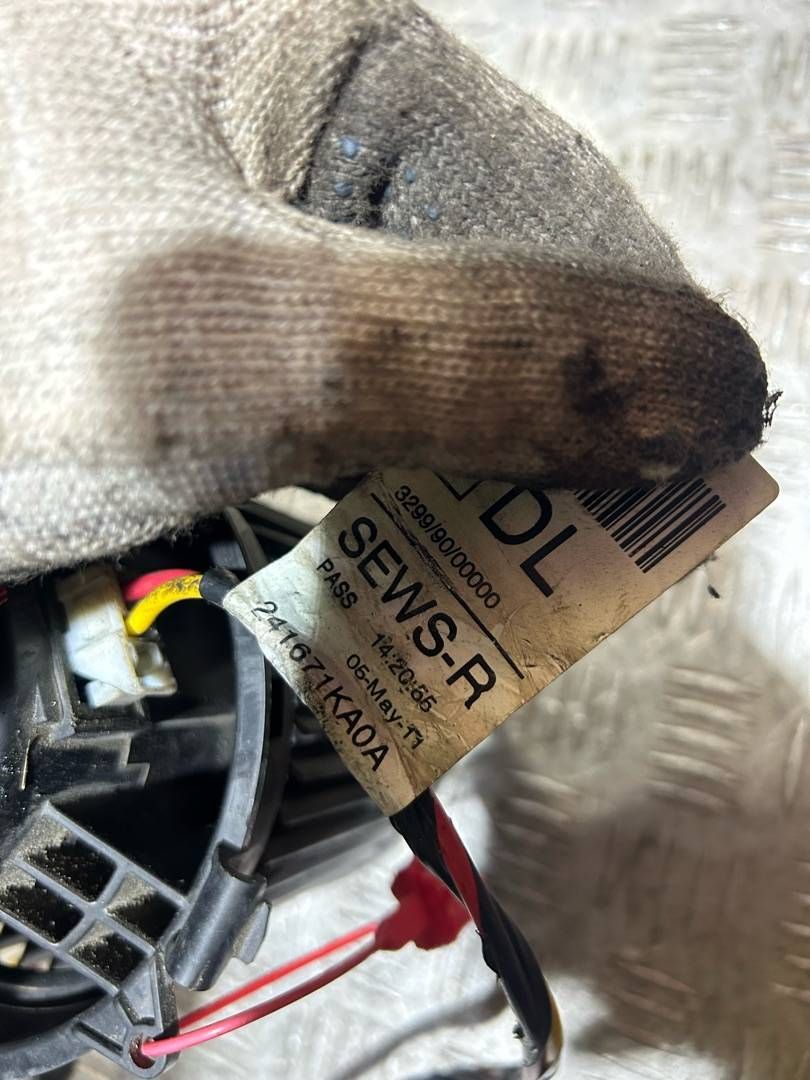 DL
3299/90/00000
SEWS-R
PASS 14:20:55
05-May-11
241671KA0A